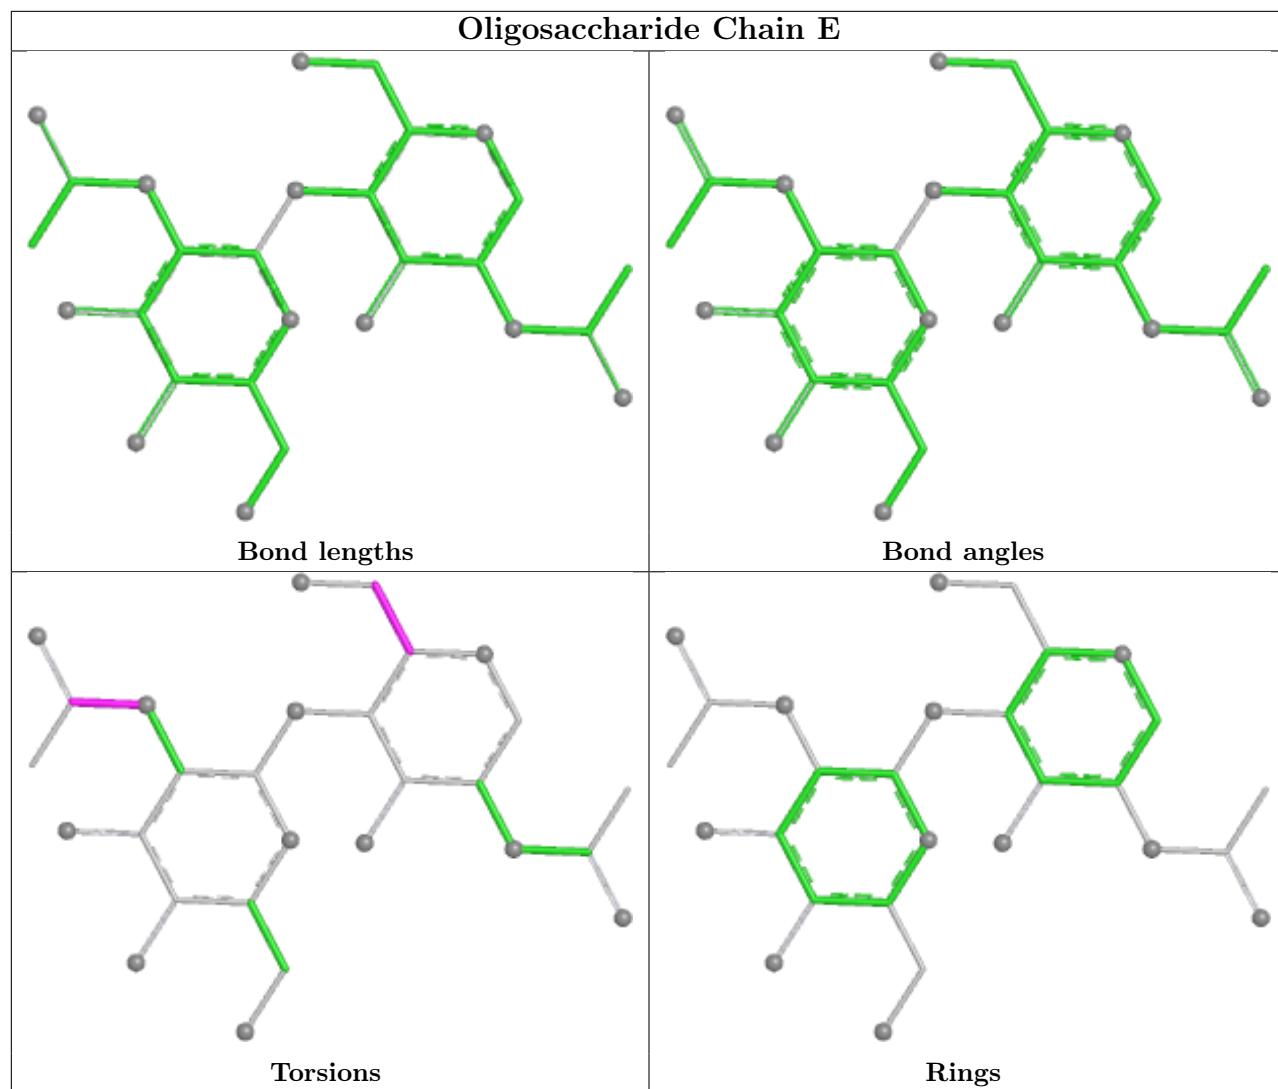 Oligosaccharide Chain E
Bond lengths
Bond angles
Torsions
Rings